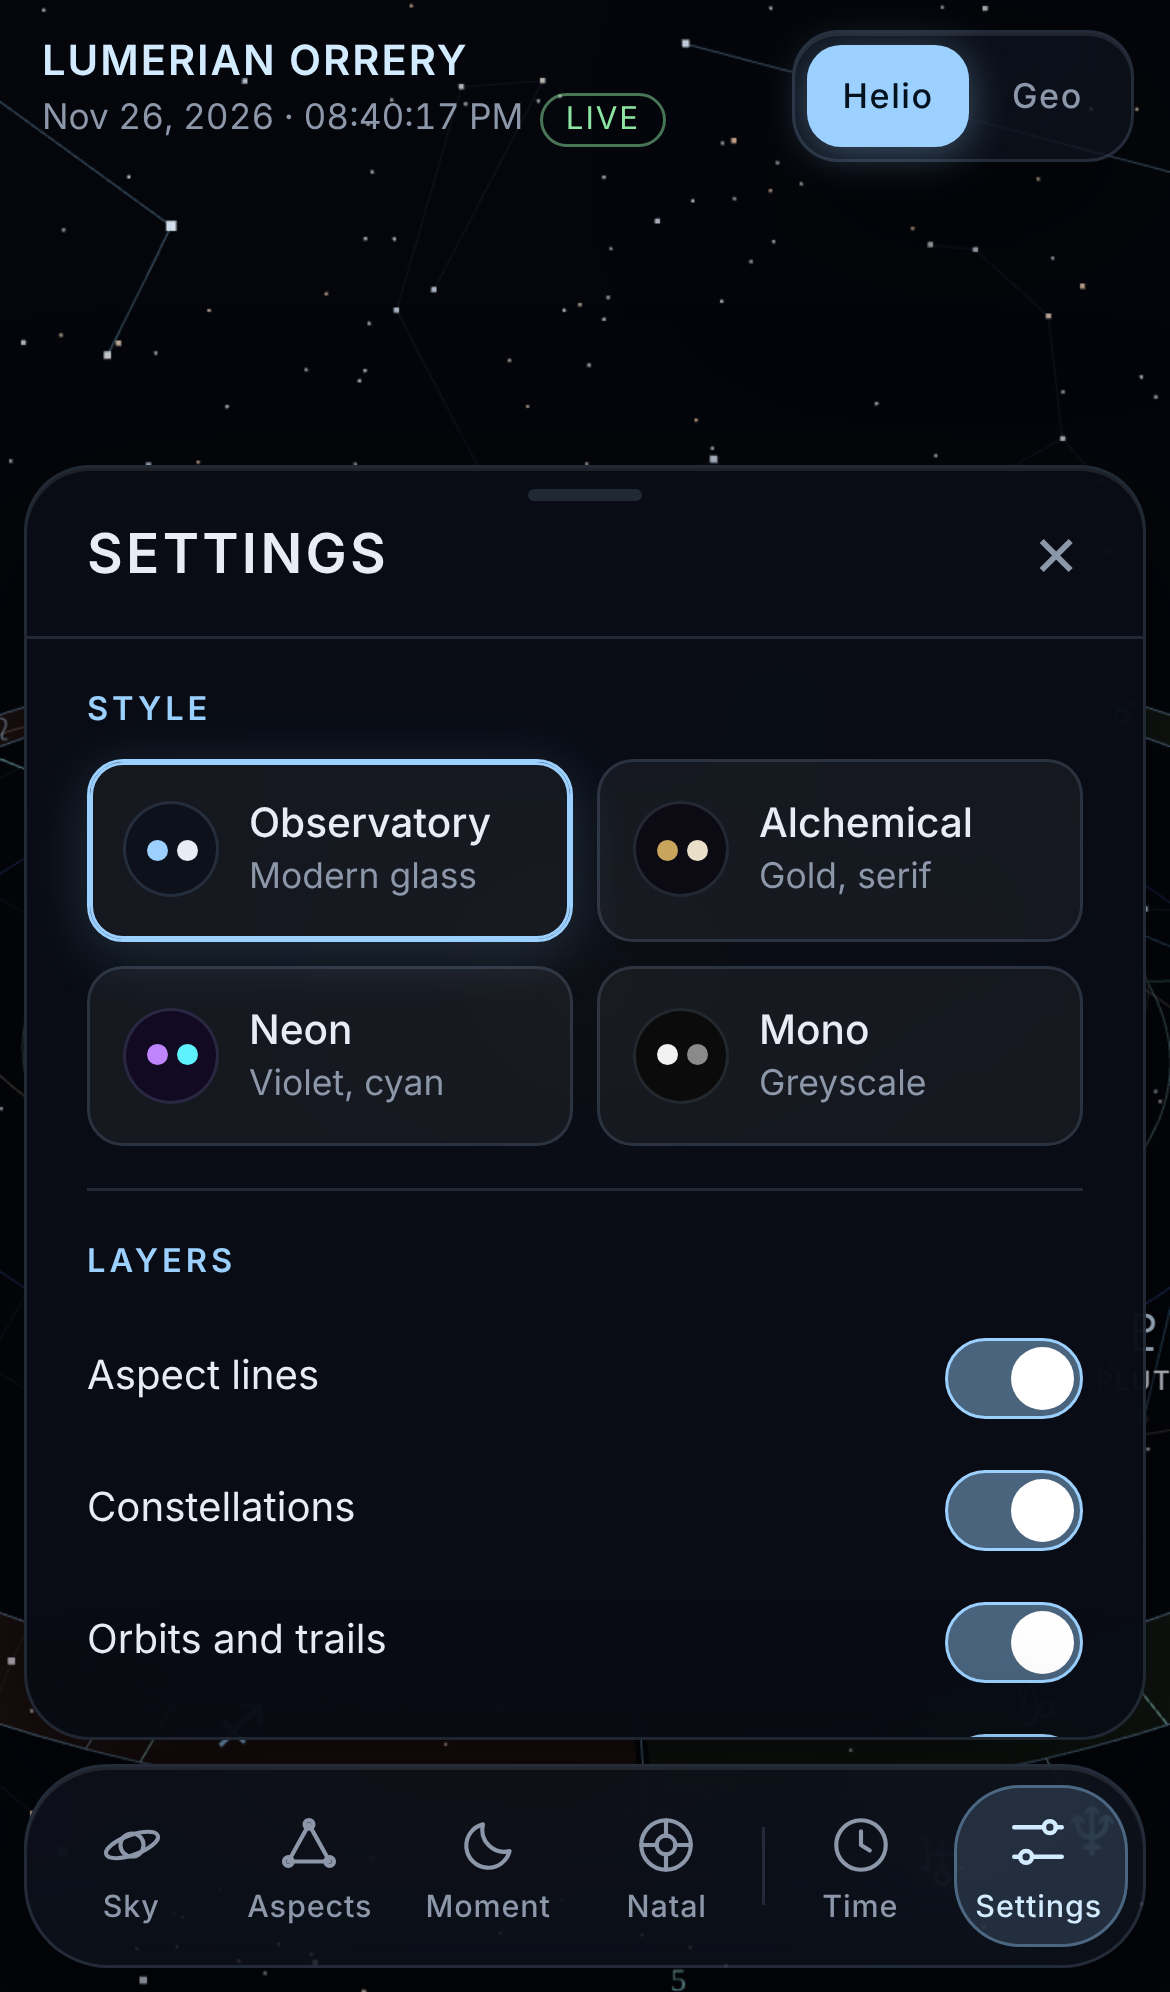 LUMERIAN ORRERY
Nov 26, 2026 · 08:40:17 PM LIVE
Helio Geo
SETTINGS
STYLE
Observatory
Modern glass
Alchemical
Gold, serif
Neon
Violet, cyan
Mono
Greyscale
LAYERS
Aspect lines
PLUT
Constellations
Orbits and trails
Sky
Aspects
Moment
Natal
Time
Settings
5